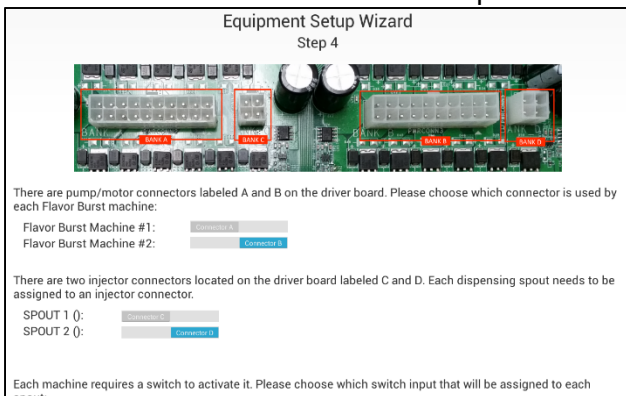 Equipment Setup Wizard
Step 4
BANK A
BANK C
BANK B
BANK D
There are pump/motor connectors labeled A and B on the driver board. Please choose which connector is used by
each Flavor Burst machine:
Flavor Burst Machine #1: Connector A
Flavor Burst Machine #2: Connector B
There are two injector connectors located on the driver board labeled C and D. Each dispensing spout needs to be
assigned to an injector connector.
SPOUT 1 (): Connector C
SPOUT 2 (): Connector D
Each machine requires a switch to activate it. Please choose which switch input that will be assigned to each